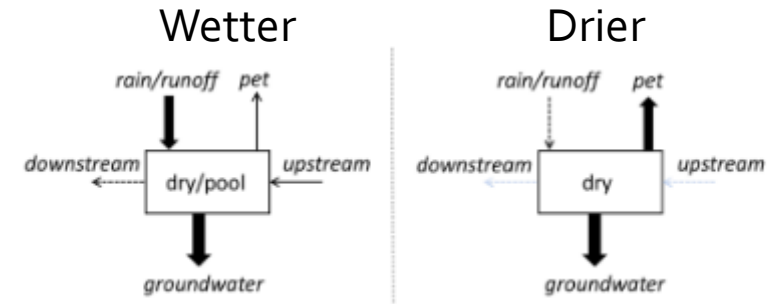 Wetter
rain/runoff pet
downstream
upstream
dry/pool
groundwater
Drier
rain/runoff pet
downstream
upstream
dry
groundwater